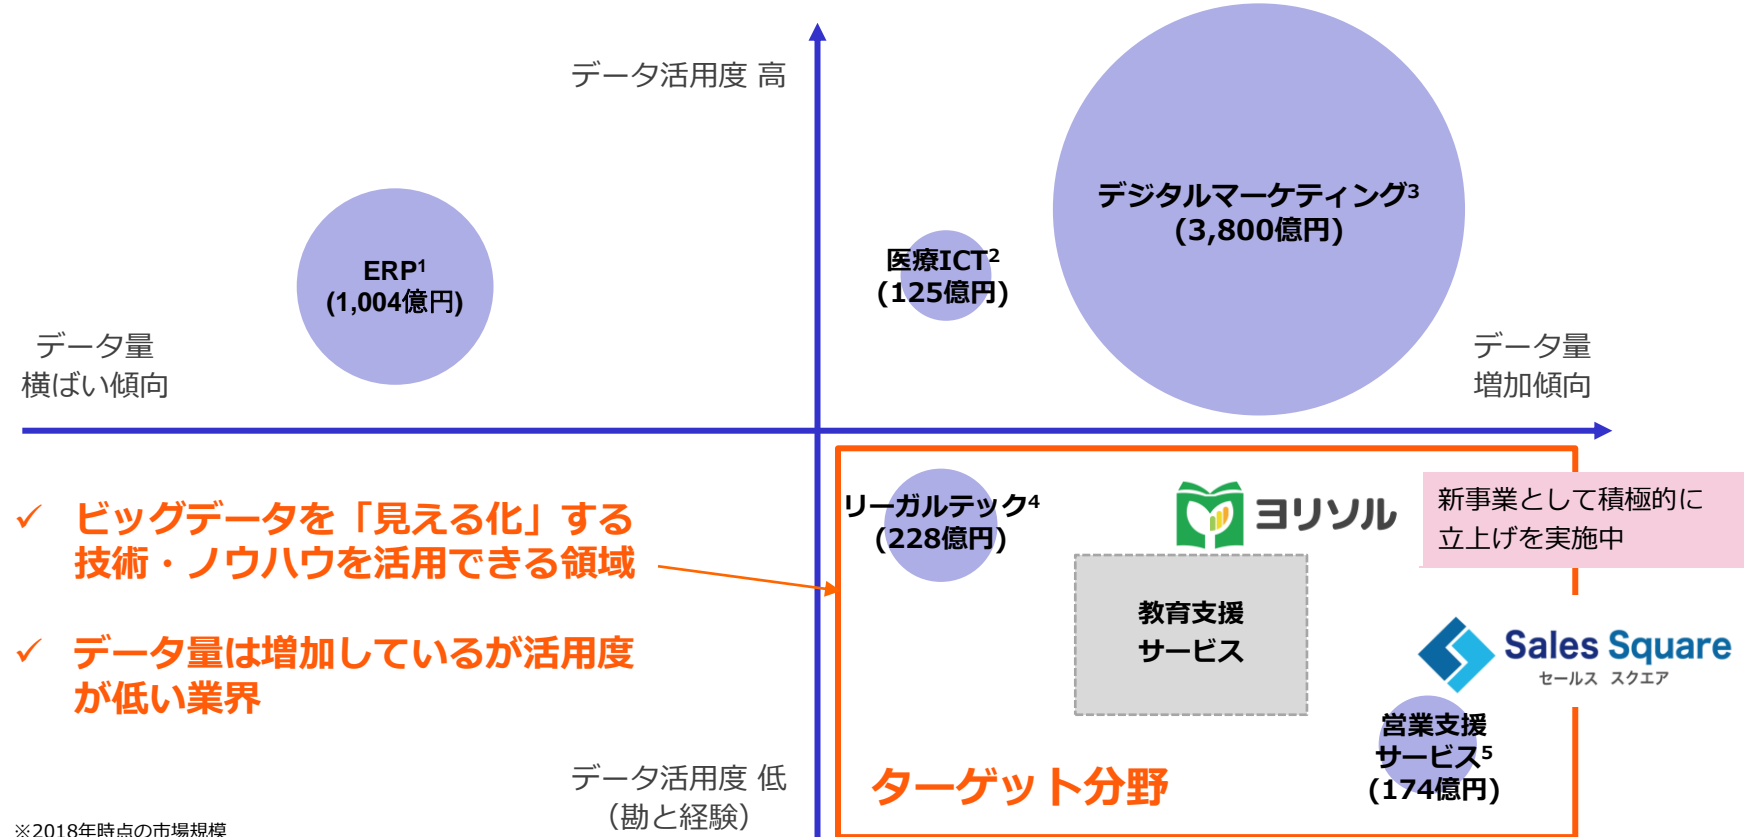 データ活用度 高
デジタルマーケティング3
(3,800億円)
ERP1
(1,004億円)
医療ICT2
(125億円)
データ量
横ばい傾向
データ量
増加傾向
✓ ビッグデータを「見える化」する
技術・ノウハウを活用できる領域
✓ データ量は増加しているが活用度
が低い業界
リーガルテック4
(228億円)
ヨリソル
新事業として積極的に
立上げを実施中
教育支援
サービス
Sales Square
セールス スクエア
営業支援
サービス5
(174億円)
ターゲット分野
データ活用度 低
（勘と経験）
※2018年時点の市場規模